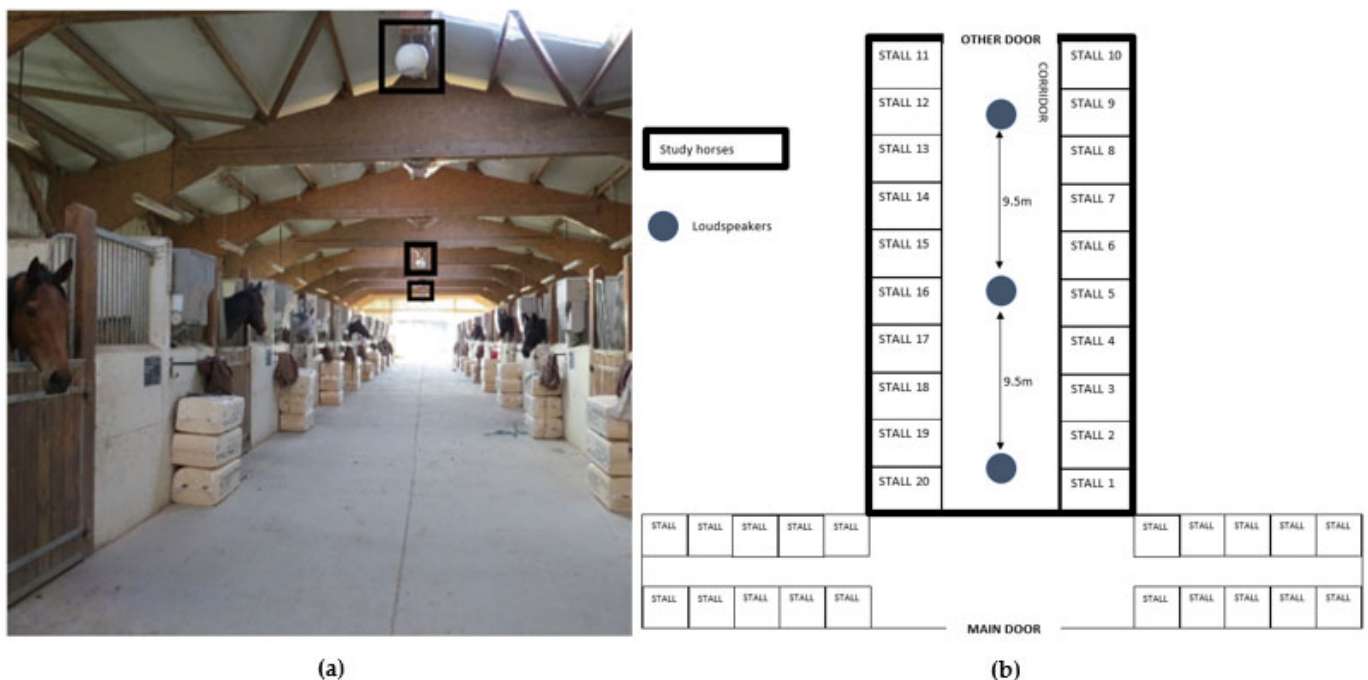 OTHER DOOR
STALL 11
STALL 10
CORRIDOR
STALL 12
STALL 9
Study horses
STALL 13
STALL 8
STALL 14
STALL 7
9.5m
Loudspeakers
STALL 15
STALL 6
STALL 16
STALL 5
STALL 17
STALL 4
STALL 18
9.5m
STALL 3
STALL 19
STALL 2
STALL 20
STALL 1
STALL STALL STALL STALL STALL
STALL STALL STALL STALL STALL
STALL STALL STALL STALL STALL
STALL STALL STALL STALL STALL
MAIN DOOR
(a)
(b)